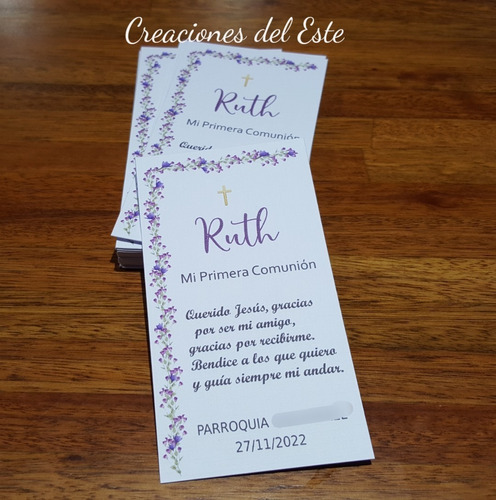 Creaciones del Este
Ruth
Mi Primera Comunión
Querido
Ruth
Mi Primera Comunión
Querido Jesús, gracias
por ser mi amigo,
gracias por recibirme.
Bendice a los que quiero
y guía siempre mi andar.
PARROQUIA
27/11/2022